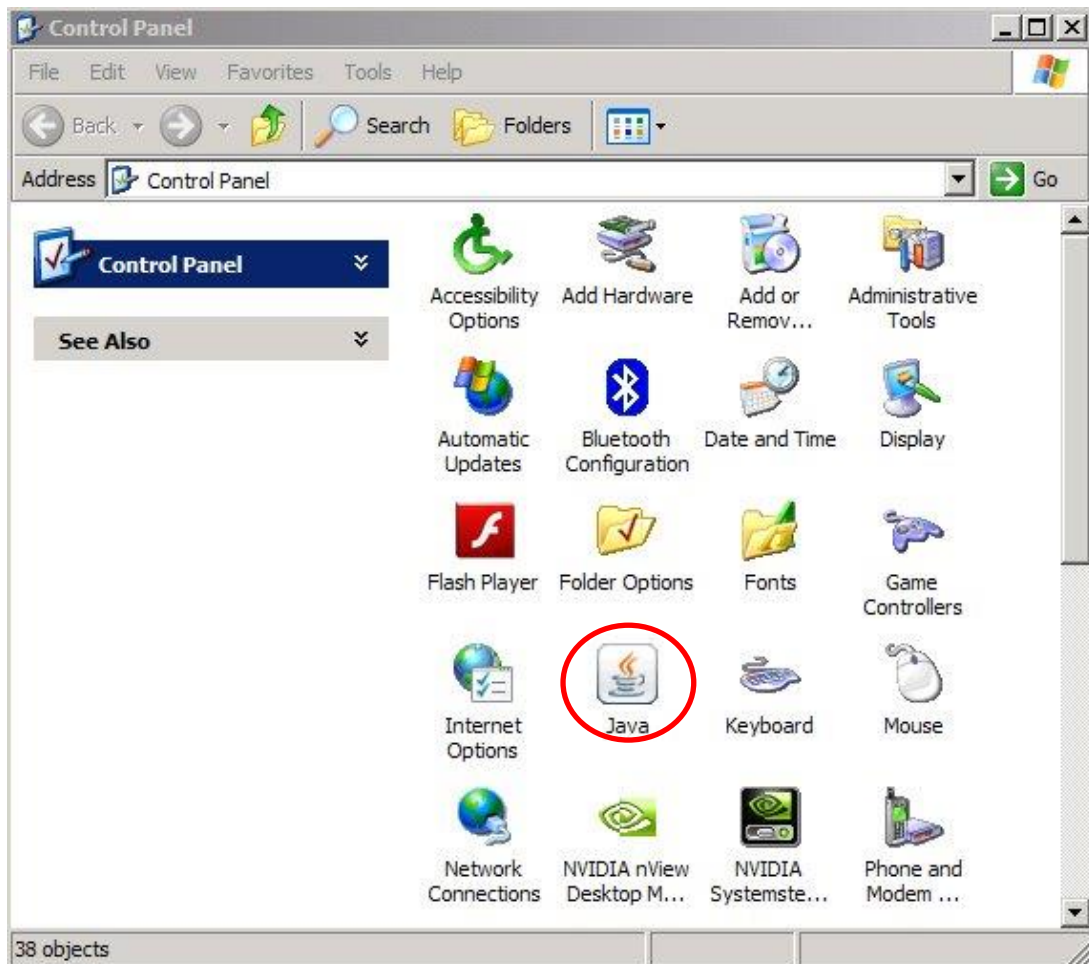 Control Panel
File Edit View Favorites Tools Help
Back Search Folders
Address Control Panel Go
Control Panel
See Also
Accessibility Options
Add Hardware
Add or Remov...
Administrative Tools
Automatic Updates
Bluetooth Configuration
Date and Time
Display
Flash Player
Folder Options
Fonts
Game Controllers
Internet Options
Java
Keyboard
Mouse
Network Connections
NVIDIA nView Desktop M...
NVIDIA Systemste...
Phone and Modem ...
38 objects